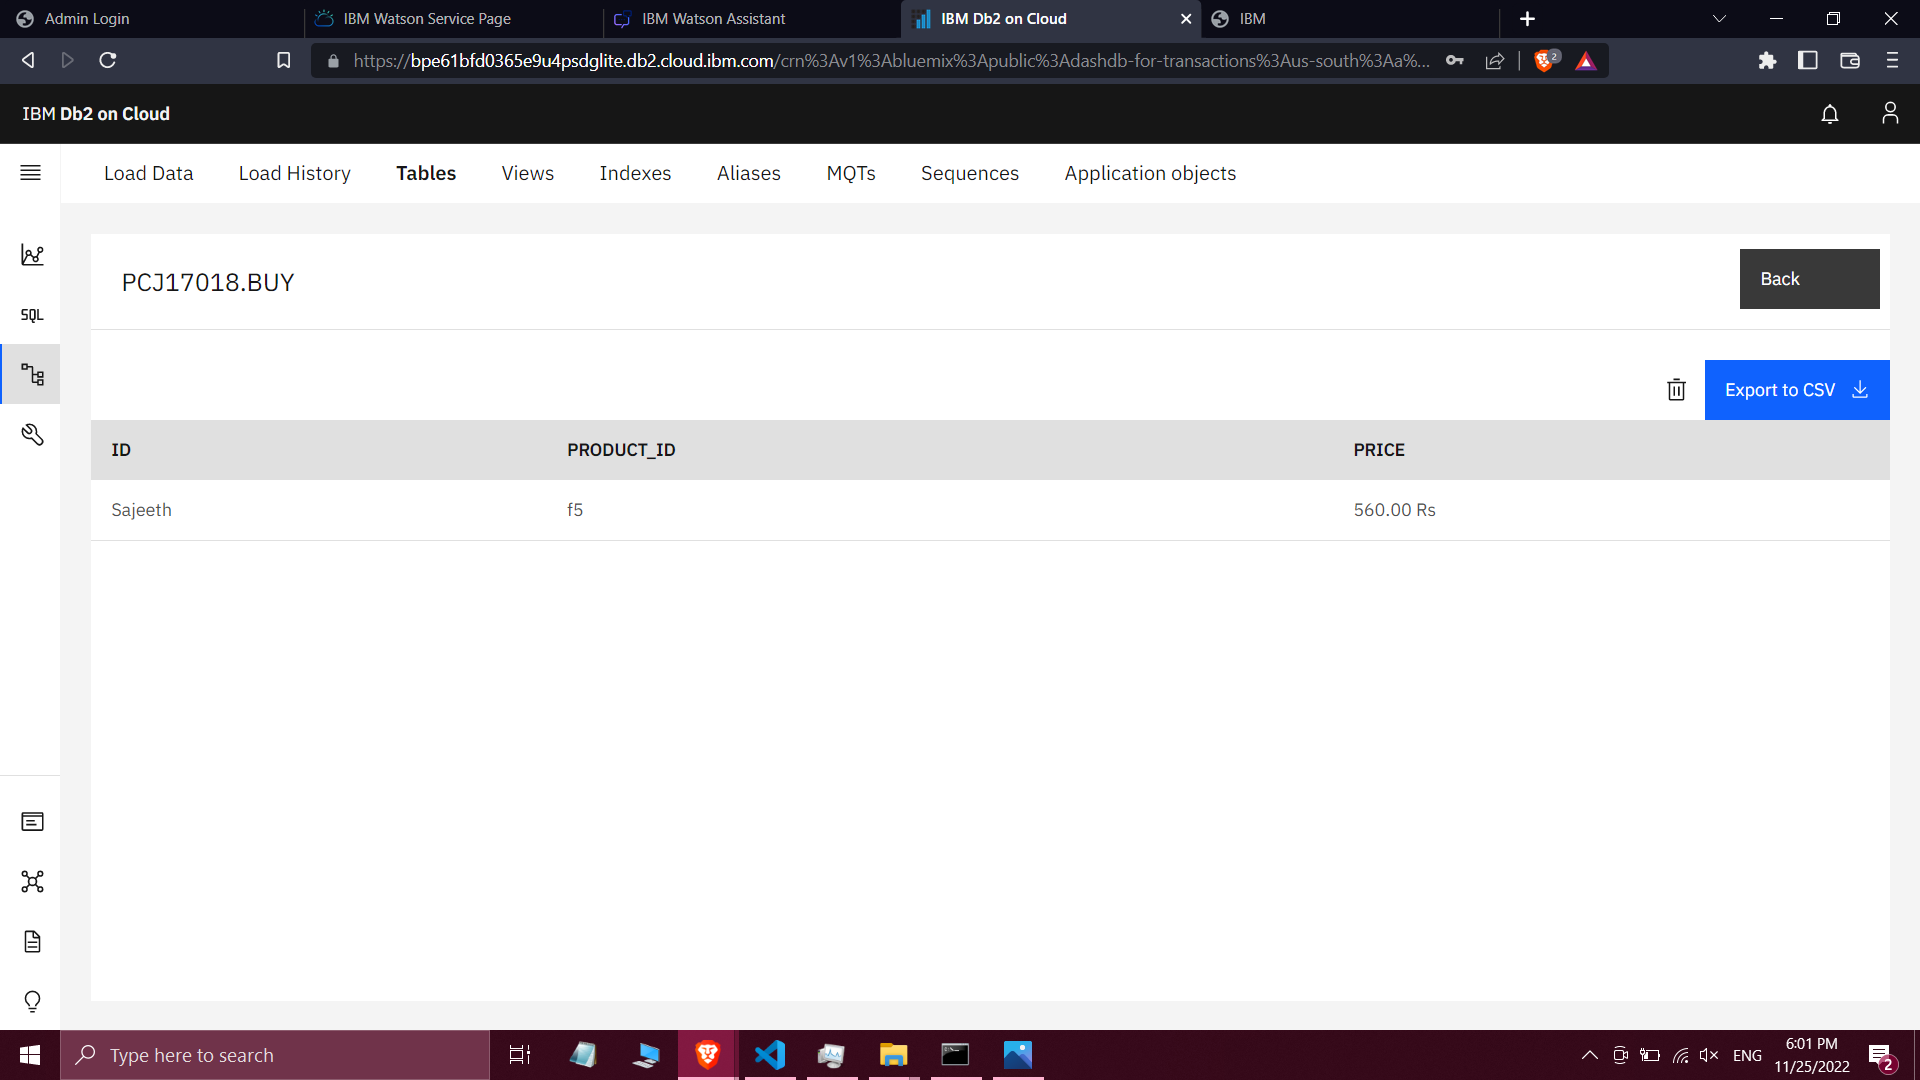 Admin Login
IBM Watson Service Page
IBM Watson Assistant
IBM Db2 on Cloud
IBM
https://bpe61bfd0365e9u4psdglite.db2.cloud.ibm.com/crn%3Av1%3Abluemix%3Apublic%3Adashdb-for-transactions%3Aus-south%3Aa%...
2
IBM Db2 on Cloud
Load Data
Load History
Tables
Views
Indexes
Aliases
MQTs
Sequences
Application objects
SQL
PCJ17018.BUY
Back
Export to CSV
ID PRODUCT_ID PRICE
Sajeeth f5 560.00 Rs
Type here to search
ENG
6:01 PM
11/25/2022
2